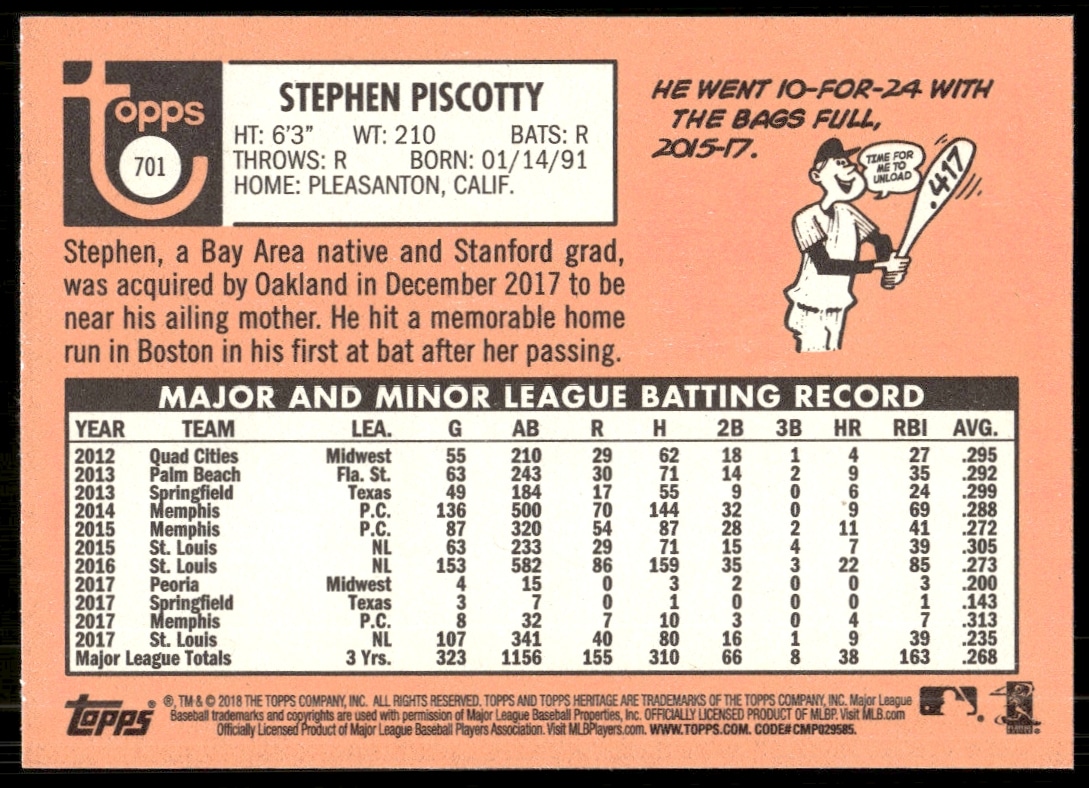 topps
701
STEPHEN PISCOTTY
HT: 6'3" WT: 210 BATS: R
THROWS: R BORN: 01/14/91
HOME: PLEASANTON, CALIF.
HE WENT 10-FOR-24 WITH
THE BAGS FULL,
2015-17.
TIME FOR
ME TO
UNLOAD
.417
Stephen, a Bay Area native and Stanford grad,
was acquired by Oakland in December 2017 to be
near his ailing mother. He hit a memorable home
run in Boston in his first at bat after her passing.
MAJOR AND MINOR LEAGUE BATTING RECORD
YEAR TEAM LEA. G AB R H 2B 3B HR RBI AVG.
2012 Quad Cities Midwest 55 210 29 62 18 1 4 27 .295
2013 Palm Beach Fla. St. 63 243 30 71 14 2 9 35 .292
2013 Springfield Texas 49 184 17 55 9 0 6 24 .299
2014 Memphis P.C. 136 500 70 144 32 0 9 69 .288
2015 Memphis P.C. 87 320 54 87 28 2 11 41 .272
2015 St. Louis NL 63 233 29 71 15 4 7 39 .305
2016 St. Louis NL 153 582 86 159 35 3 22 85 .273
2017 Peoria Midwest 4 15 0 3 2 0 0 3 .200
2017 Springfield Texas 3 7 0 1 0 0 0 1 .143
2017 Memphis P.C. 8 32 7 10 3 0 4 7 .313
2017 St. Louis NL 107 341 40 80 16 1 9 39 .235
Major League Totals 3 Yrs. 323 1156 155 310 66 8 38 163 .268
topps ®, TM & © 2018 THE TOPPS COMPANY, INC. ALL RIGHTS RESERVED. TOPPS AND TOPPS HERITAGE ARE TRADEMARKS OF THE TOPPS COMPANY, INC. Major League
Baseball trademarks and copyrights are used with permission of Major League Baseball Properties, Inc. OFFICIALLY LICENSED PRODUCT OF MLBP. Visit MLB.com
Officially Licensed Product of Major League Baseball Players Association. Visit MLBPlayers.com. WWW.TOPPS.COM. CODE#CMP029585.